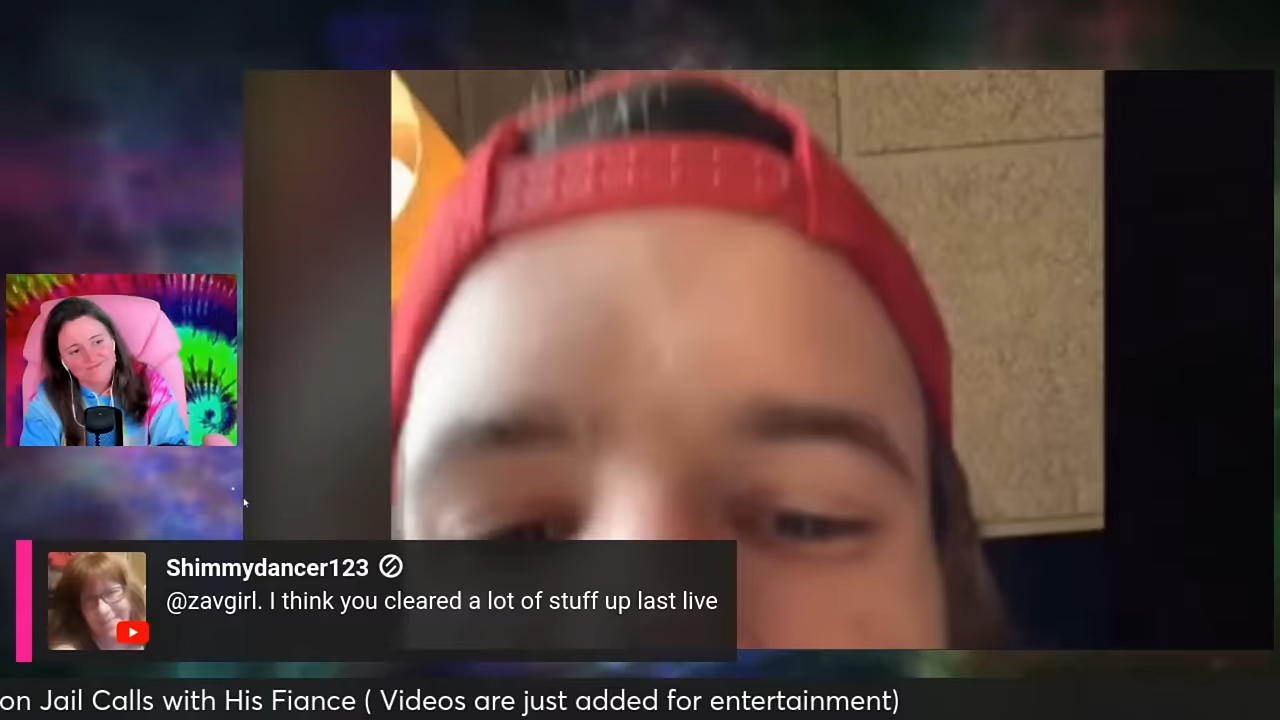 Shimmydancer123
@zavgirl. I think you cleared a lot of stuff up last live
on Jail Calls with His Fiance ( Videos are just added for entertainment)